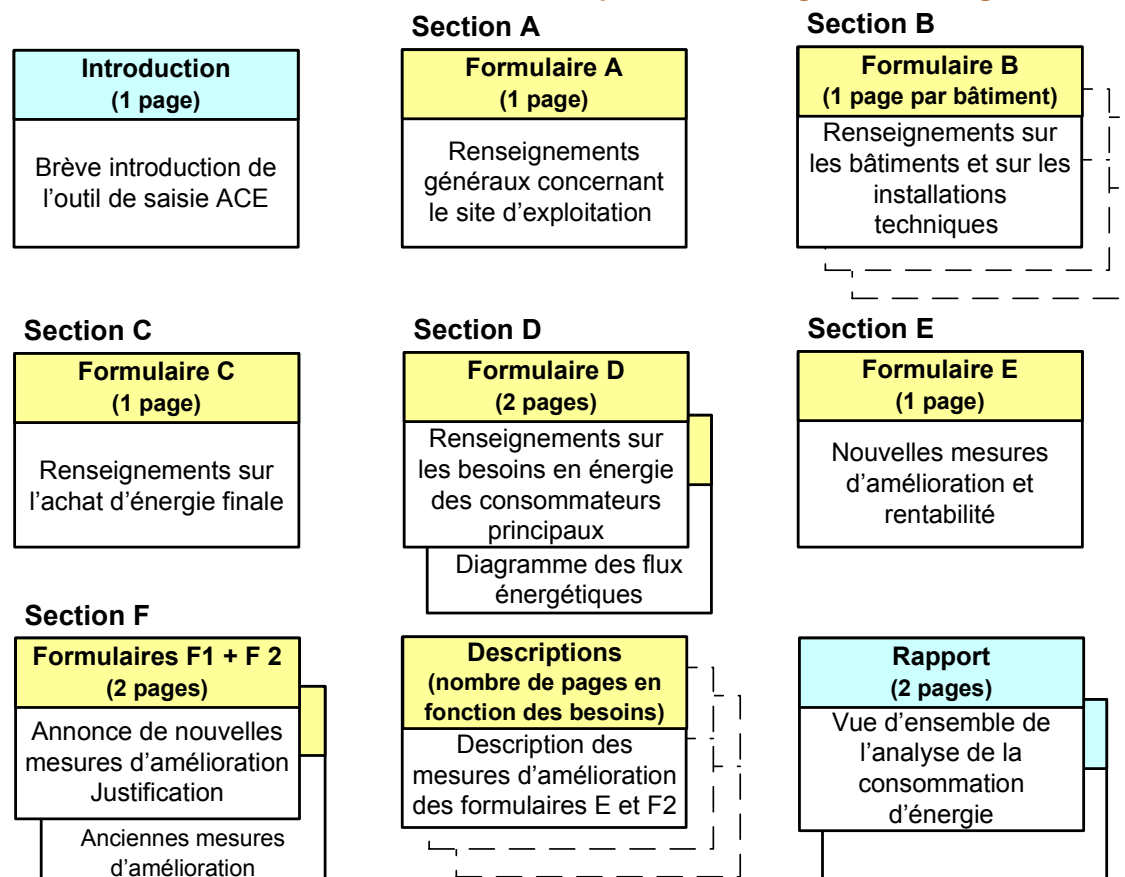 Section A
Section B
Introduction
(1 page)
Brève introduction de
l'outil de saisie ACE
Formulaire A
(1 page)
Renseignements
généraux concernant
le site d'exploitation
Formulaire B
(1 page par bâtiment)
Renseignements sur
les bâtiments et sur les
installations
techniques
Section C
Section D
Section E
Formulaire C
(1 page)
Renseignements sur
l'achat d'énergie finale
Formulaire D
(2 pages)
Renseignements sur
les besoins en énergie
des consommateurs
principaux
Diagramme des flux
énergétiques
Formulaire E
(1 page)
Nouvelles mesures
d'amélioration et
rentabilité
Section F
Formulaires F1 + F 2
(2 pages)
Annonce de nouvelles
mesures d'amélioration
Justification
Anciennes mesures
d'amélioration
Descriptions
(nombre de pages en
fonction des besoins)
Description des
mesures d'amélioration
des formulaires E et F2
Rapport
(2 pages)
Vue d'ensemble de
l'analyse de la
consommation
d'énergie